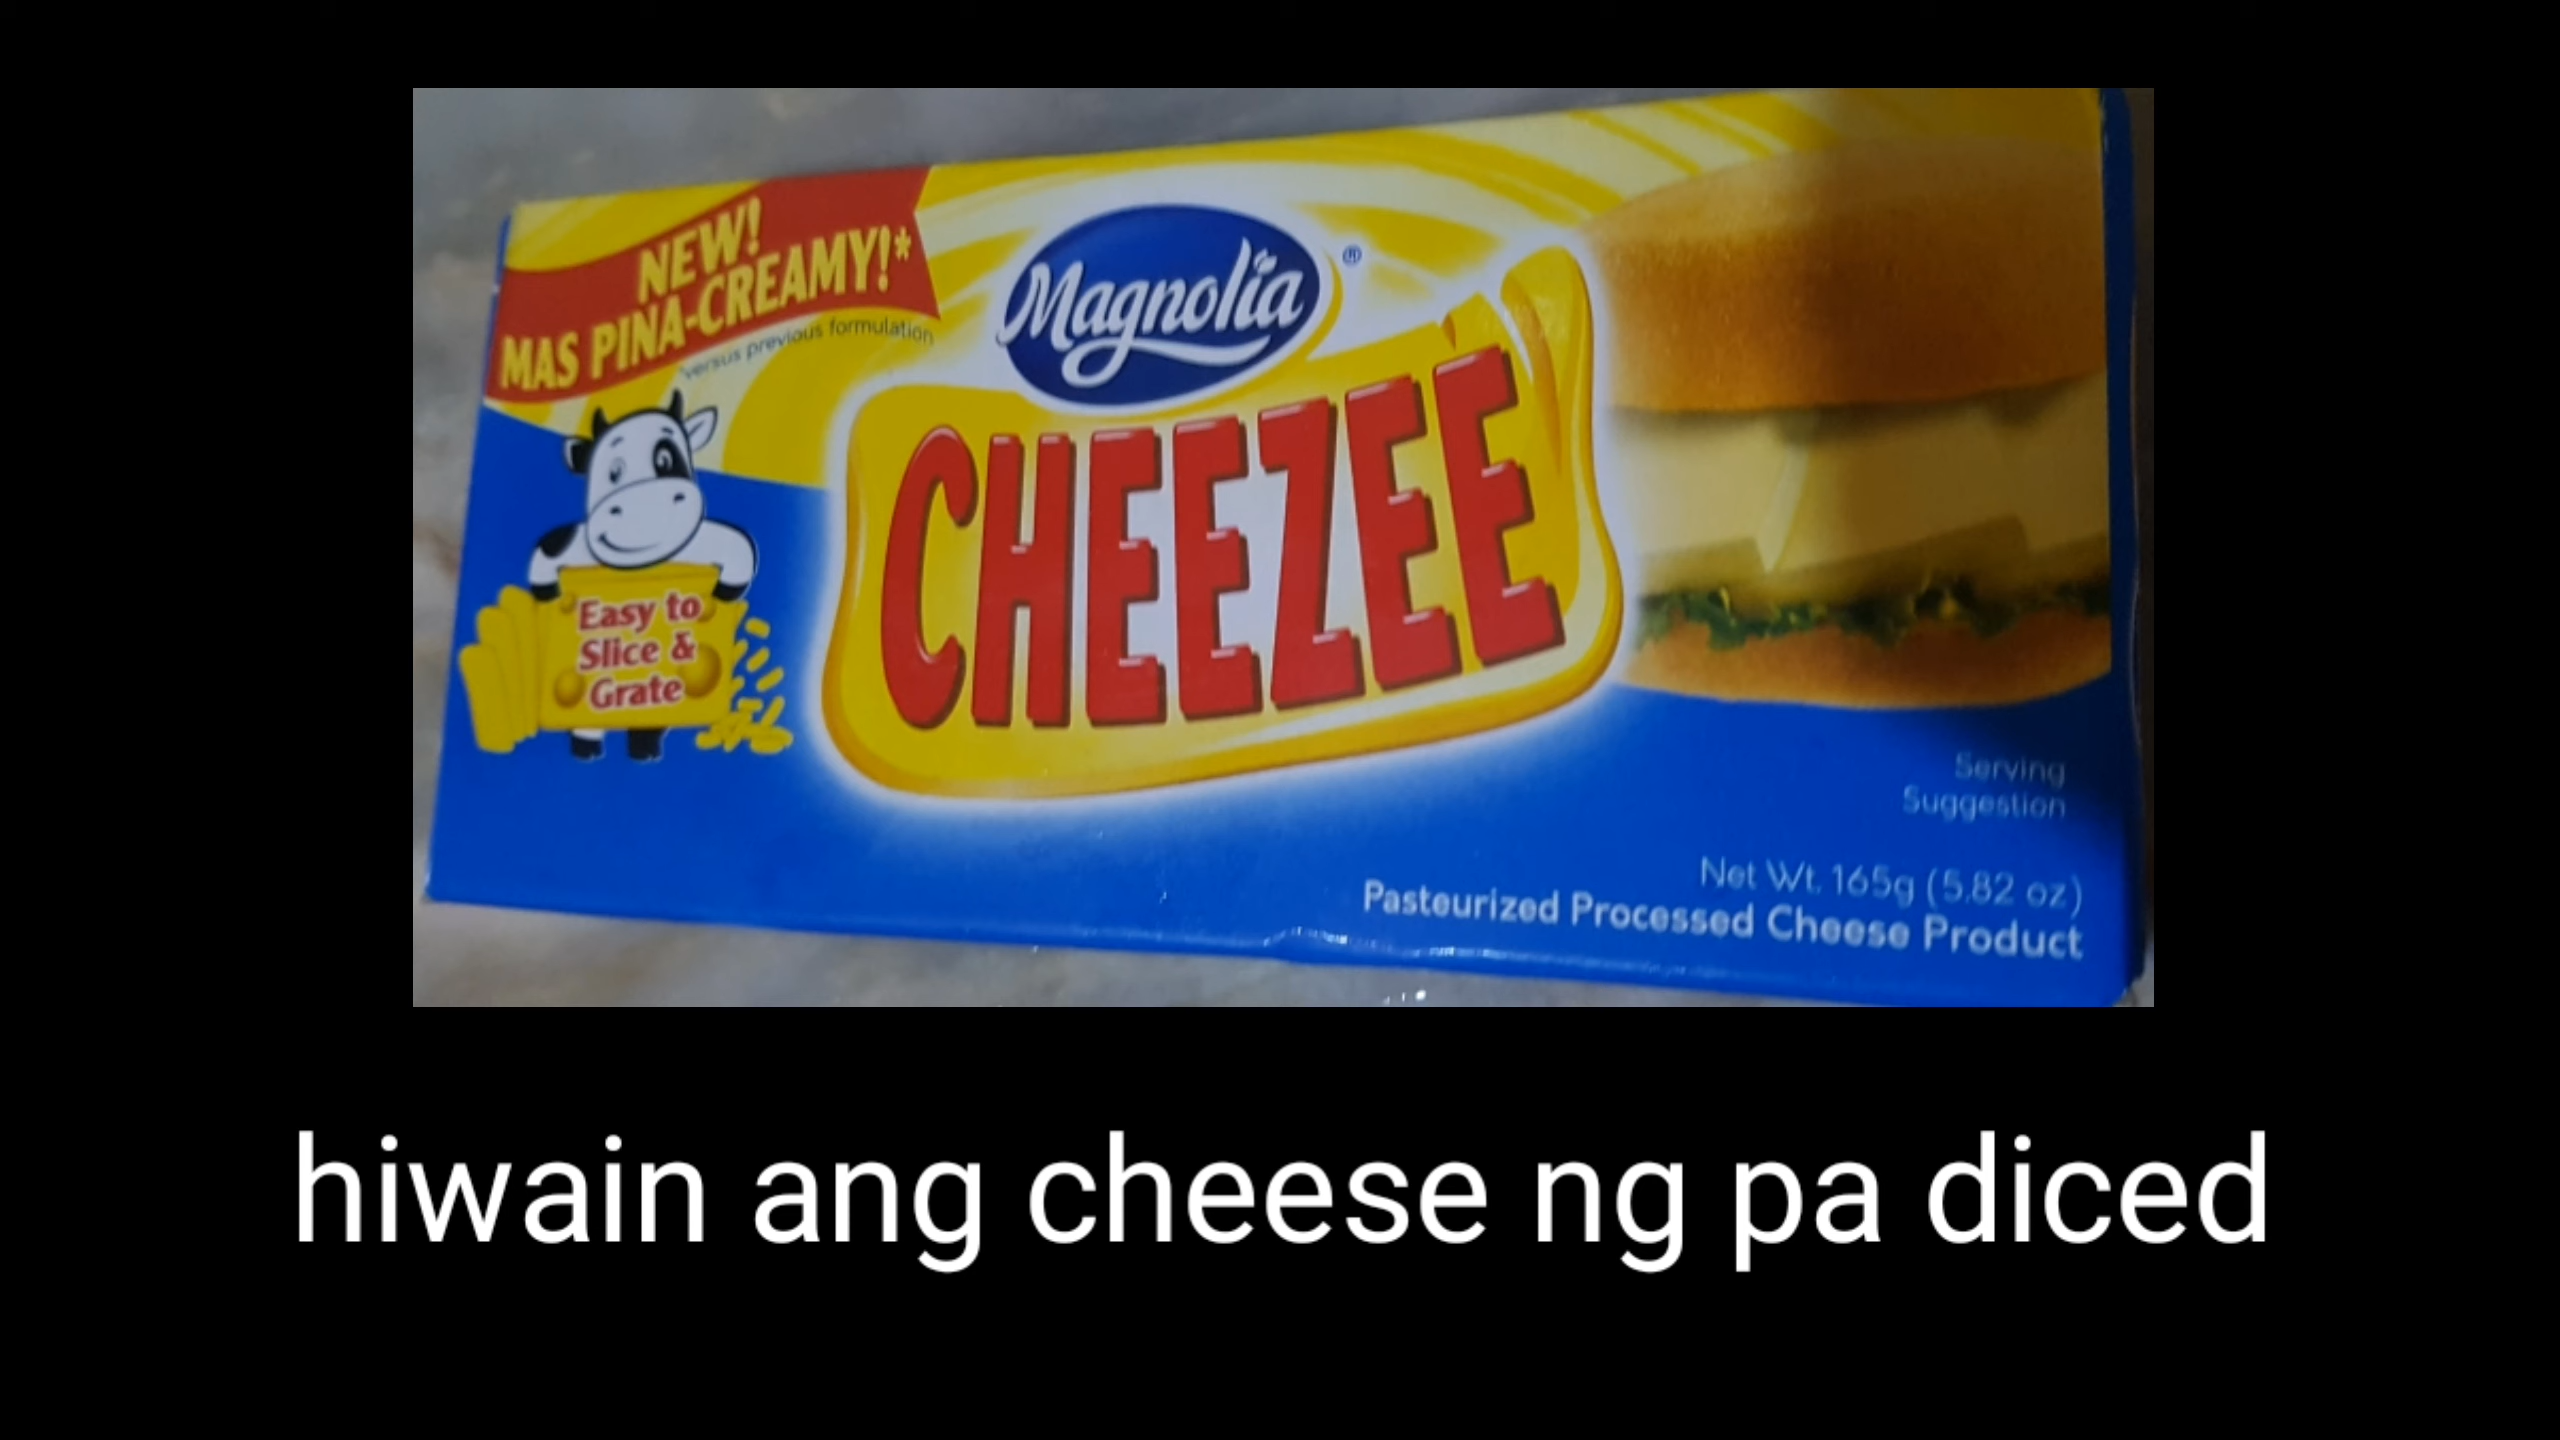 NEW!
MAS PINA-CREAMY!*
*versus previous formulation
Magnolia®
CHEEZEE
Easy to
Slice &
Grate
Serving
Suggestion
Net Wt. 165g (5.82 oz)
Pasteurized Processed Cheese Product
hiwain ang cheese ng pa diced